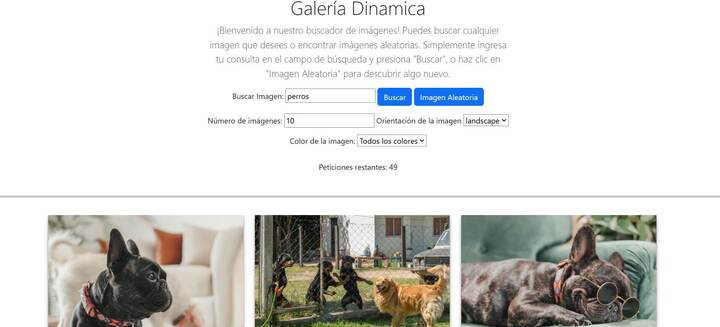 Galería Dinamica
¡Bienvenido a nuestro buscador de imágenes! Puedes buscar cualquier
imagen que desees o encontrar imágenes aleatorias. Simplemente ingresa
tu consulta en el campo de búsqueda y presiona "Buscar", o haz clic en
"Imagen Aleatoria" para descubrir algo nuevo.
Buscar Imagen: perros Buscar Imagen Aleatoria
Número de imágenes: 10 Orientación de la imagen landscape
Color de la imagen: Todos los colores
Peticiones restantes: 49